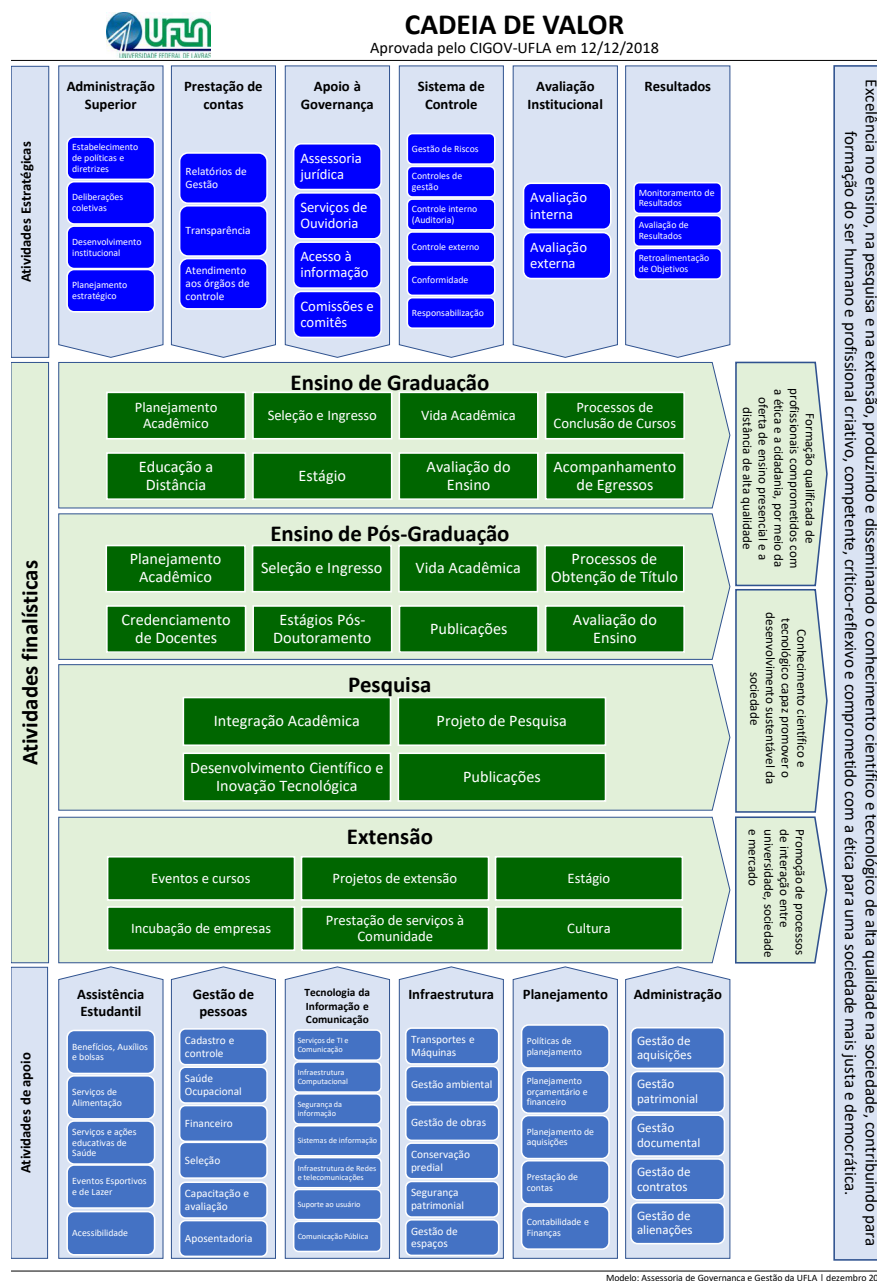 UFLA
UNIVERSIDADE FEDERAL DE LAVRAS
CADEIA DE VALOR
Aprovada pelo CIGOV-UFLA em 12/12/2018
Atividades Estratégicas
Administração
Superior
Estabelecimento
de políticas e
diretrizes
Deliberações
coletivas
Desenvolvimento
institucional
Planejamento
estratégico
Prestação de
contas
Relatórios de
Gestão
Transparência
Atendimento
aos órgãos de
controle
Apoio à
Governança
Assessoria
jurídica
Serviços de
Ouvidoria
Acesso à
informação
Comissões e
comitês
Sistema de
Controle
Gestão de Riscos
Controles de
gestão
Controle interno
(Auditoria)
Controle externo
Conformidade
Responsabilização
Avaliação
Institucional
Avaliação
interna
Avaliação
externa
Resultados
Monitoramento de
Resultados
Avaliação de
Resultados
Retroalimentação
de Objetivos
Atividades finalísticas
Ensino de Graduação
Planejamento
Acadêmico
Seleção e Ingresso
Vida Acadêmica
Processos de
Conclusão de Cursos
Educação a
Distância
Estágio
Avaliação do
Ensino
Acompanhamento
de Egressos
Ensino de Pós-Graduação
Planejamento
Acadêmico
Seleção e Ingresso
Vida Acadêmica
Processos de
Obtenção de Título
Credenciamento
de Docentes
Estágios Pós-
Doutoramento
Publicações
Avaliação do
Ensino
Pesquisa
Integração Acadêmica
Projeto de Pesquisa
Desenvolvimento Científico e
Inovação Tecnológica
Publicações
Extensão
Eventos e cursos
Projetos de extensão
Estágio
Incubação de empresas
Prestação de serviços à
Comunidade
Cultura
Formação qualificada de
profissionais comprometidos com
a ética e a cidadania, por meio da
oferta de ensino presencial e a
distância de alta qualidade
Conhecimento científico e
tecnológico capaz promover o
desenvolvimento sustentável da
sociedade
Promoção de processos
de interação entre
universidade, sociedade
e mercado
Atividades de apoio
Assistência
Estudantil
Benefícios, Auxílios
e bolsas
Serviços de
Alimentação
Serviços e ações
educativas de
Saúde
Eventos Esportivos
e de Lazer
Acessibilidade
Gestão de
pessoas
Cadastro e
controle
Saúde
Ocupacional
Financeiro
Seleção
Capacitação e
avaliação
Aposentadoria
Tecnologia da
Informação e
Comunicação
Serviços de TI e
Comunicação
Infraestrutura
Computacional
Segurança da
informação
Sistemas de informação
Infraestrutura de Redes
e telecomunicações
Suporte ao usuário
Comunicação Pública
Infraestrutura
Transportes e
Máquinas
Gestão ambiental
Gestão de obras
Conservação
predial
Segurança
patrimonial
Gestão de
espaços
Planejamento
Políticas de
planejamento
Planejamento
orçamentário e
financeiro
Planejamento de
aquisições
Prestação de
contas
Contabilidade e
Finanças
Administração
Gestão de
aquisições
Gestão
patrimonial
Gestão
documental
Gestão de
contratos
Gestão de
alienações
Excelência no ensino, na pesquisa e na extensão, produzindo e disseminando o conhecimento científico e tecnológico de alta qualidade na sociedade, contribuindo para
formação do ser humano e profissional criativo, competente, crítico-reflexivo e comprometido com a ética para uma sociedade mais justa e democrática.
Modelo: Assessoria de Governança e Gestão da UFLA | dezembro 20